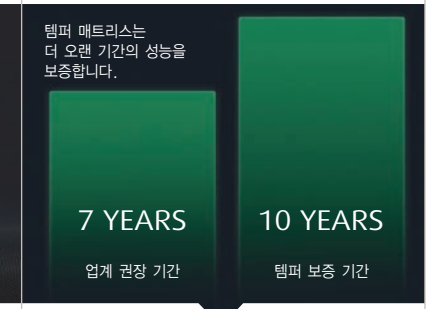 템퍼 매트리스는
더 오랜 기간의 성능을
보증합니다.
7 YEARS
업계 권장 기간
10 YEARS
템퍼 보증 기간